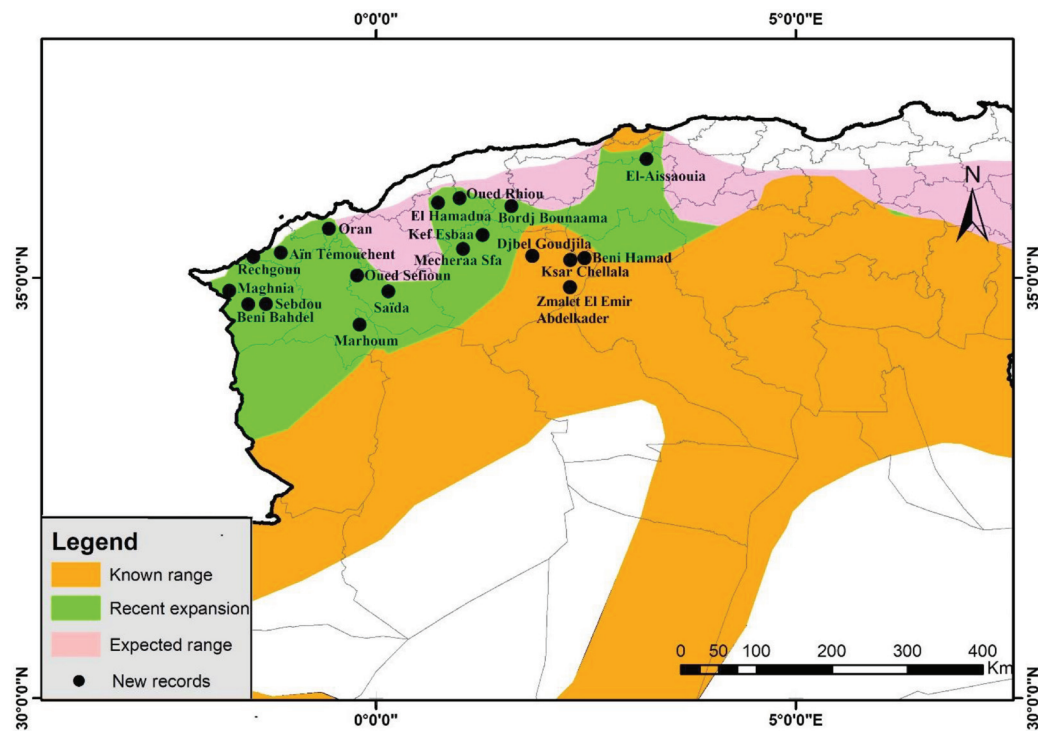 0°0'0"
5°0'0"E
El-Aissaouia
N
Oued Rhiou
El Hamadna
Bordj Bounaama
Oran
Kef Esbaa
Djbel Goudjila
Aïn Témouchent
Mecheraa Sfa
Beni Hamad
Rechgoun
Oued Sefioun
Ksar Chellala
35°0'0"N
35°0'0"N
Maghnia
Sebdou
Saïda
Zmalet El Emir
Abdelkader
Beni Bahdel
Marhoum
Legend
Known range
Recent expansion
Expected range
New records
0 50 100 200 300 400
Km
30°0'0"N
30°0'0"N
0°0'0"
5°0'0"E